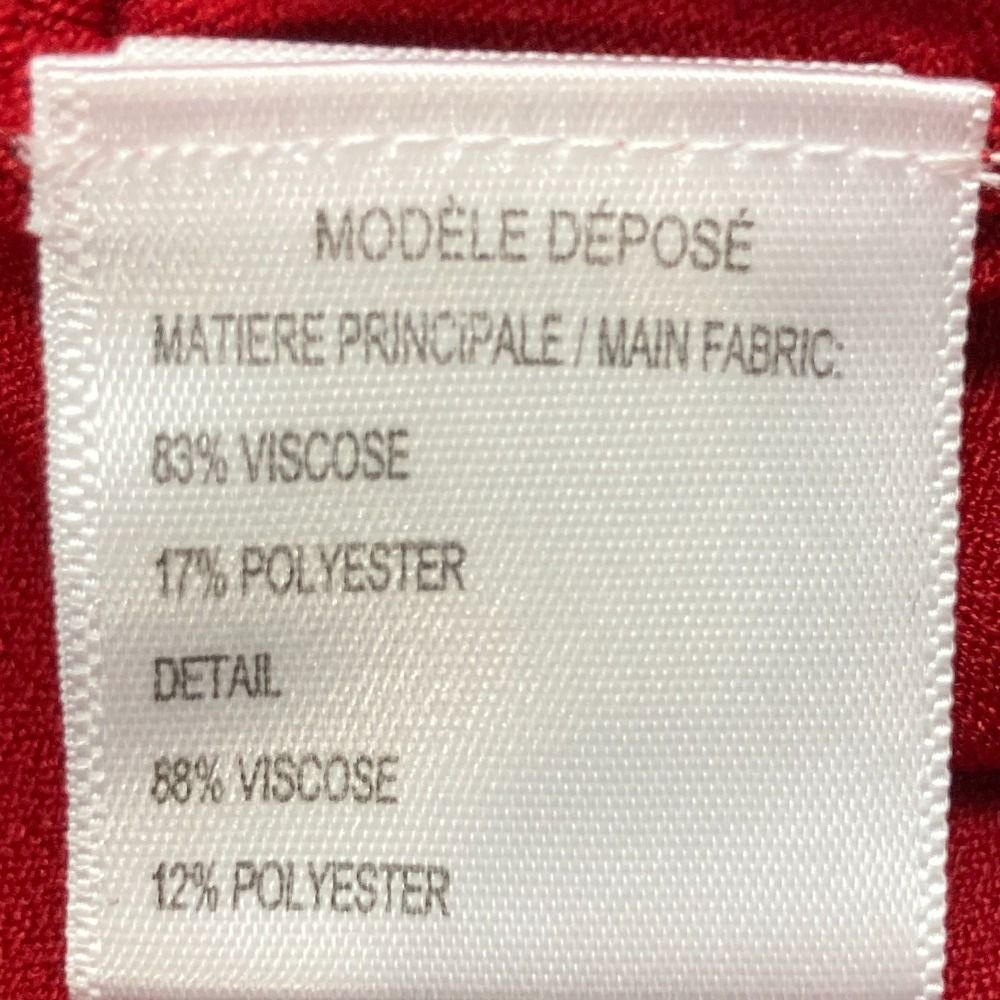 MODÈLE DÉPOSÉ
MATIERE PRINCIPALE / MAIN FABRIC:
83% VISCOSE
17% POLYESTER
DETAIL
88% VISCOSE
12% POLYESTER